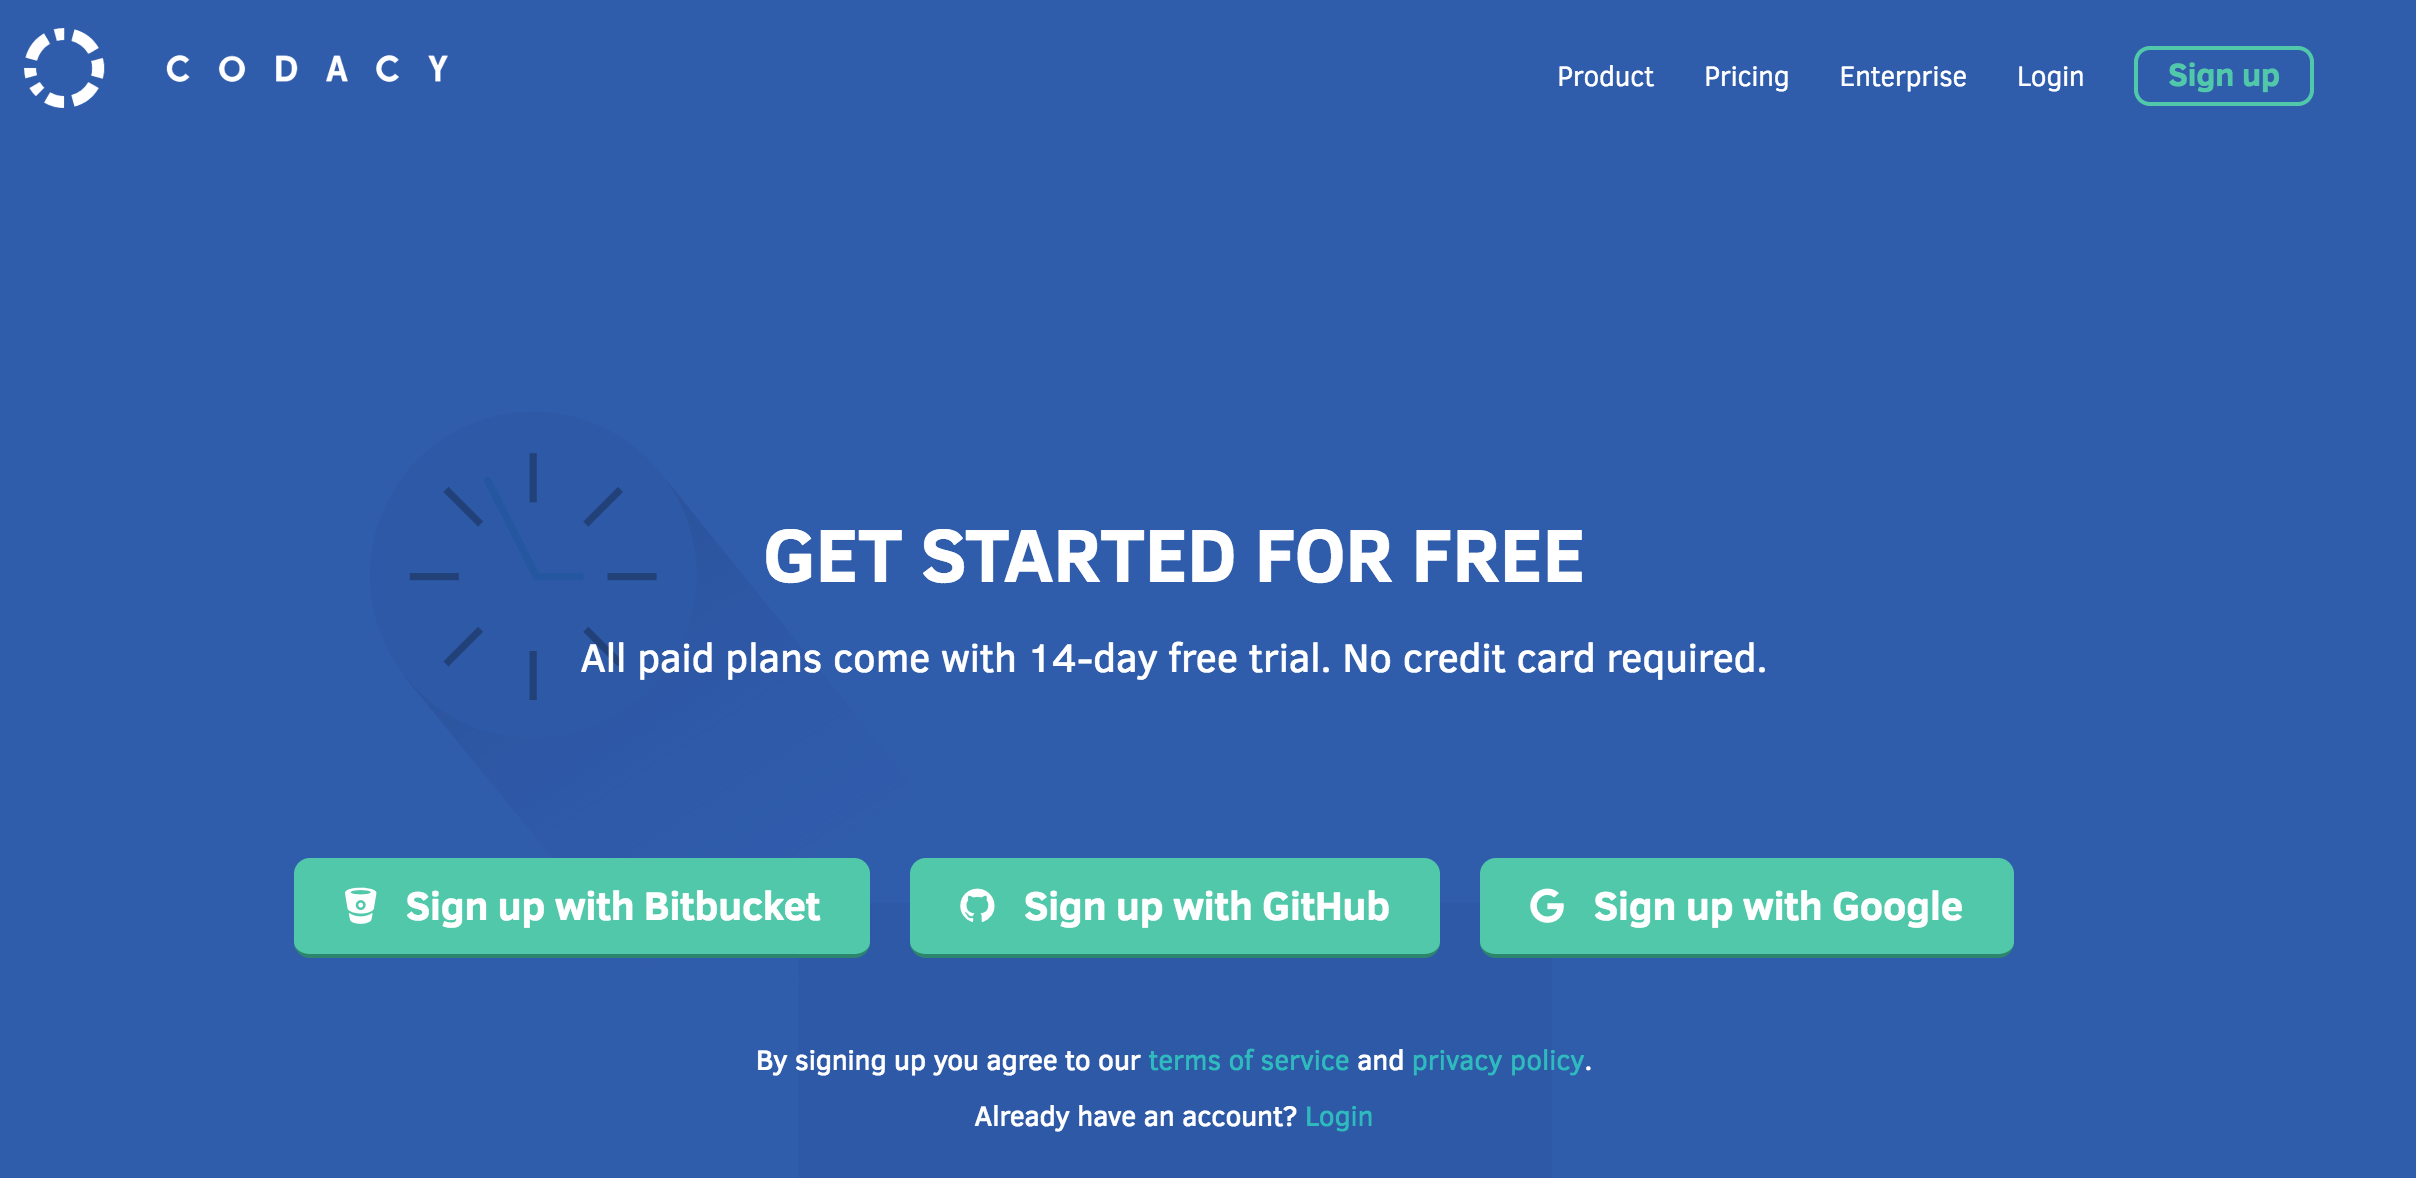 CODACY
Product Pricing Enterprise Login Sign up
GET STARTED FOR FREE
All paid plans come with 14-day free trial. No credit card required.
Sign up with Bitbucket
Sign up with GitHub
Sign up with Google
By signing up you agree to our terms of service and privacy policy.
Already have an account? Login